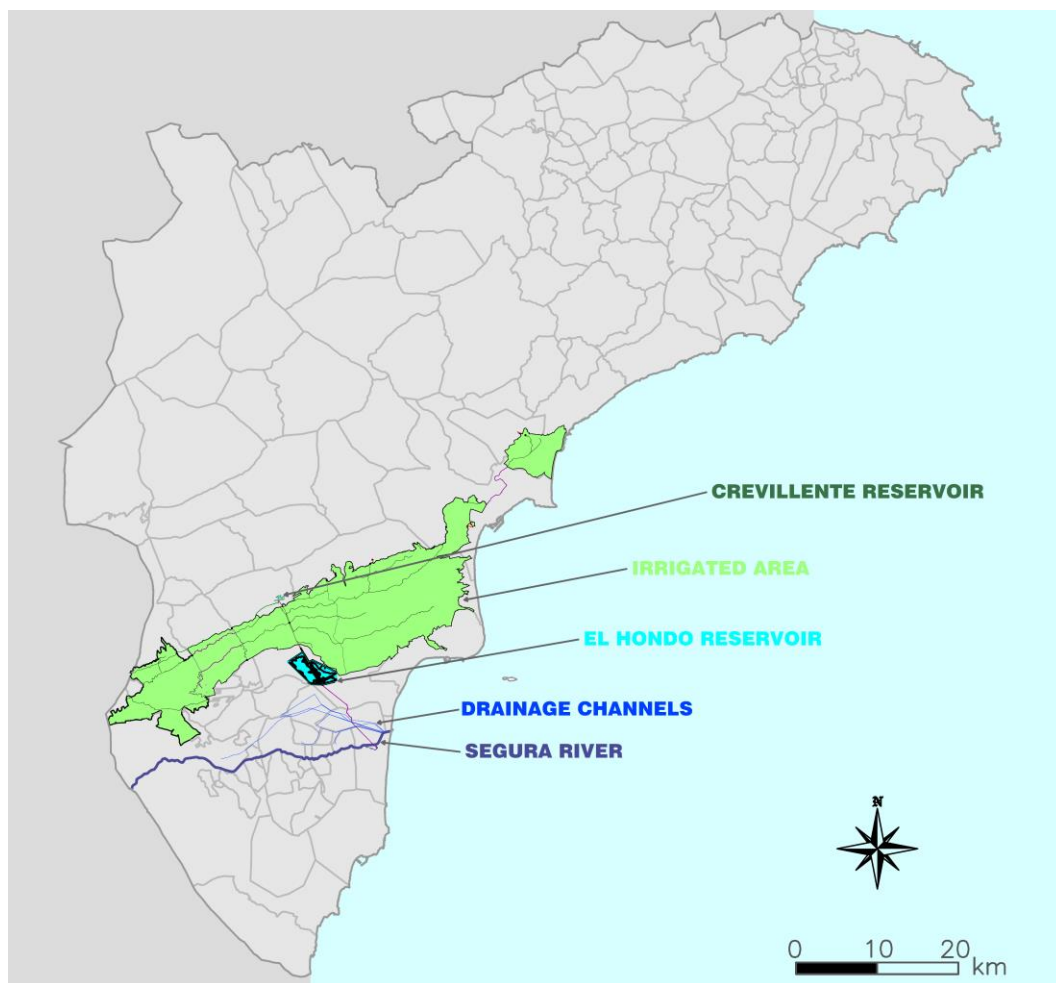 CREVILLENTE RESERVOIR
IRRIGATED AREA
EL HONDO RESERVOIR
DRAINAGE CHANNELS
SEGURA RIVER
N
0 10 20 km